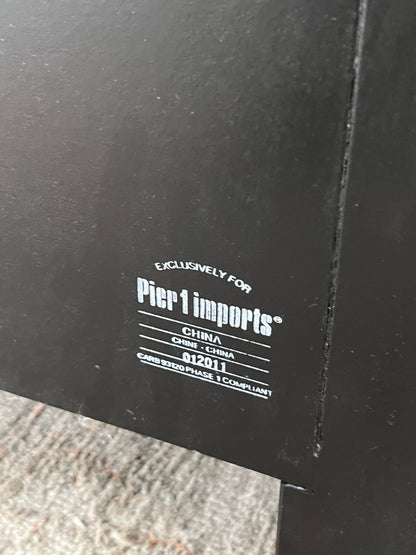 EXCLUSIVELY FOR
Pier 1 imports®
CHINA
CHINE - CHINA
012011
CARB 93120 PHASE 1 COMPLIANT